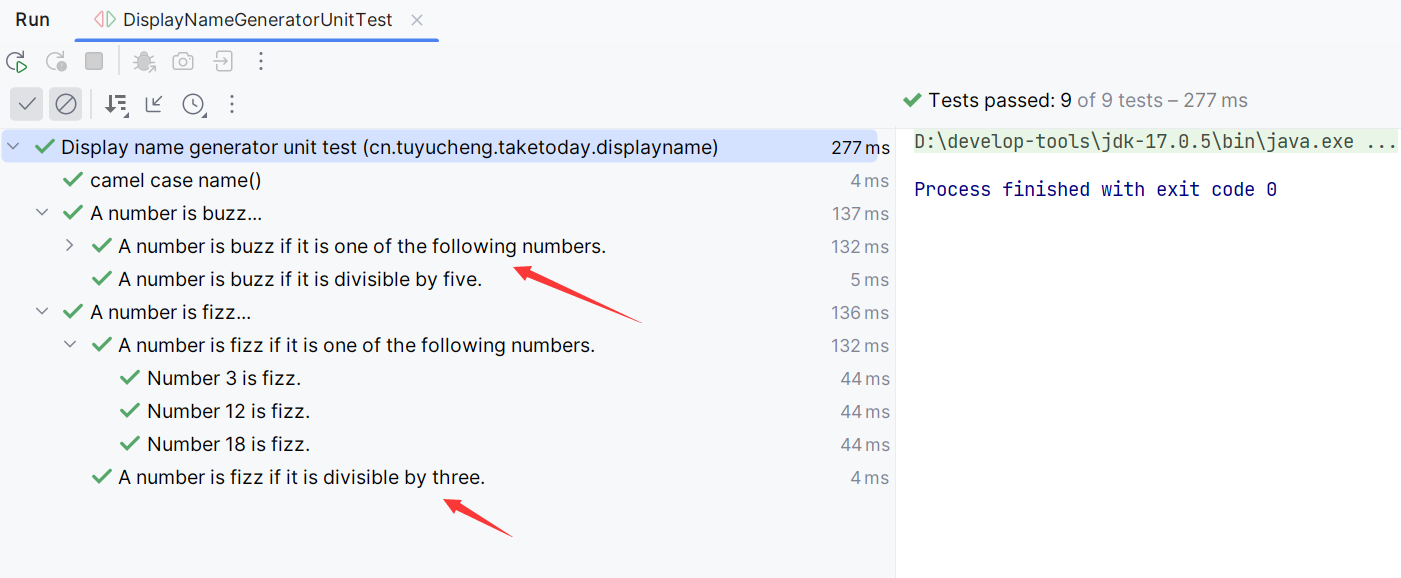 Run DisplayNameGeneratorUnitTest
Tests passed: 9 of 9 tests – 277 ms
Display name generator unit test (cn.tuyucheng.taketoday.displayname) 277 ms
camel case name() 4 ms
A number is buzz... 137 ms
A number is buzz if it is one of the following numbers. 132 ms
A number is buzz if it is divisible by five. 5 ms
A number is fizz... 136 ms
A number is fizz if it is one of the following numbers. 132 ms
Number 3 is fizz. 44 ms
Number 12 is fizz. 44 ms
Number 18 is fizz. 44 ms
A number is fizz if it is divisible by three. 4 ms
D:\develop-tools\jdk-17.0.5\bin\java.exe ...
Process finished with exit code 0